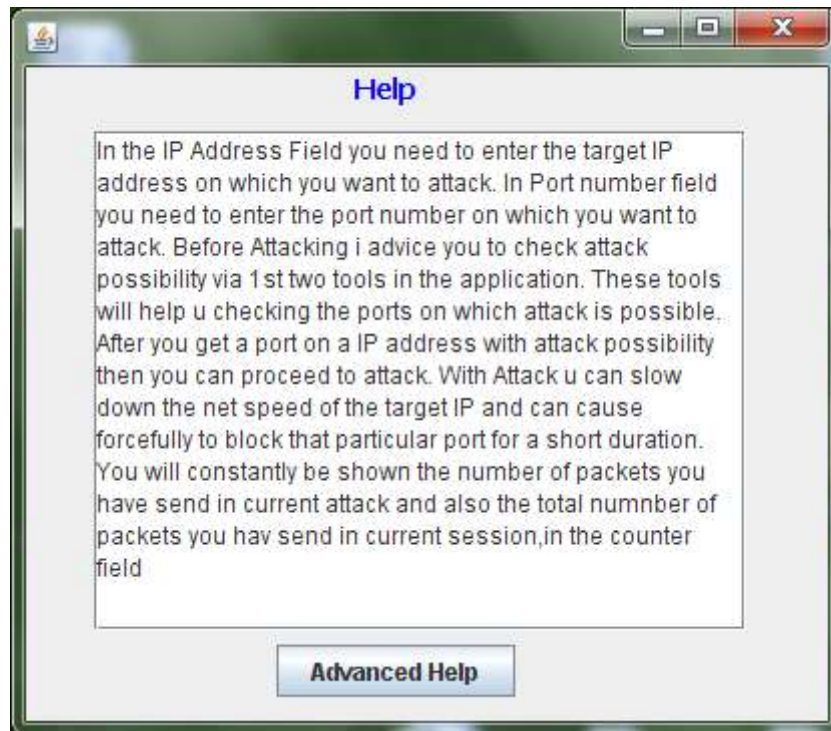 Help
In the IP Address Field you need to enter the target IP
address on which you want to attack. In Port number field
you need to enter the port number on which you want to
attack. Before Attacking i advice you to check attack
possibility via 1st two tools in the application. These tools
will help u checking the ports on which attack is possible.
After you get a port on a IP address with attack possibility
then you can proceed to attack. With Attack u can slow
down the net speed of the target IP and can cause
forcefully to block that particular port for a short duration.
You will constantly be shown the number of packets you
have send in current attack and also the total numnber of
packets you hav send in current session,in the counter
field
Advanced Help